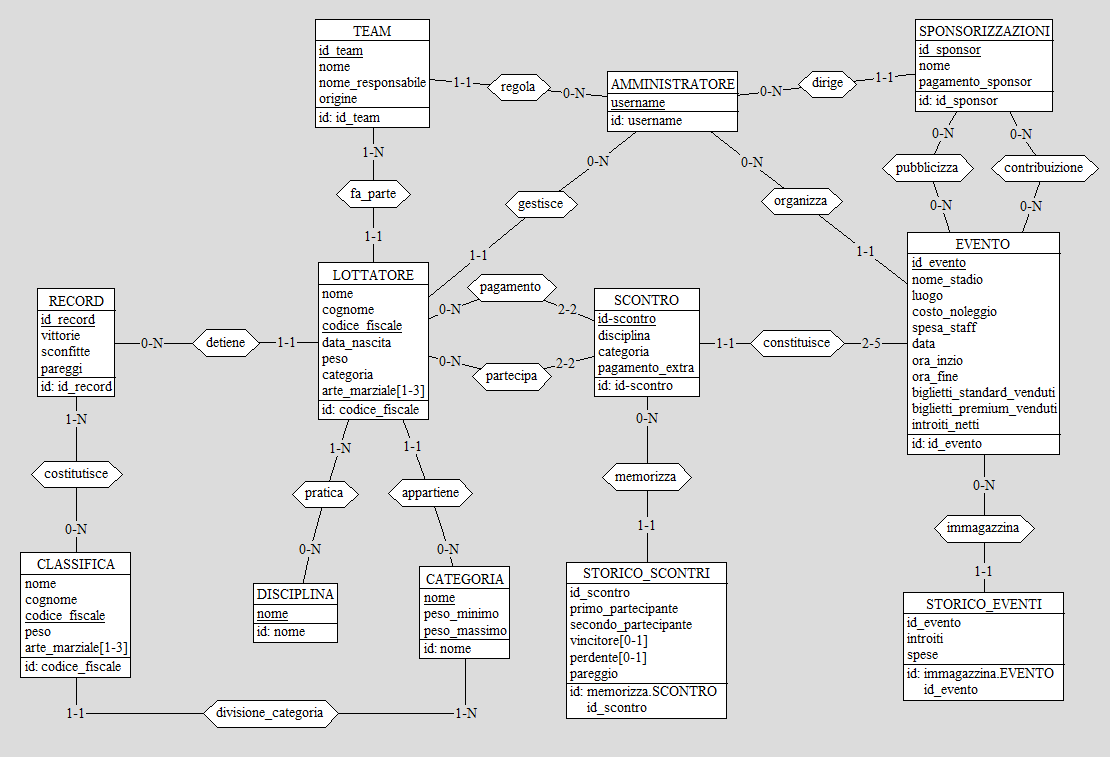 TEAM
id_team
nome
nome_responsabile
origine
id: id_team
1-1
regola
0-N
AMMINISTRATORE
username
id: username
0-N
dirige
1-1
SPONSORIZZAZIONI
id_sponsor
nome
pagamento_sponsor
id: id_sponsor
1-N
fa_parte
1-1
0-N
gestisce
1-1
0-N
organizza
1-1
0-N
pubblicizza
0-N
0-N
contribuizione
0-N
RECORD
id_record
vittorie
sconfitte
pareggi
id: id_record
0-N
detiene
1-1
LOTTATORE
nome
cognome
codice_fiscale
data_nascita
peso
categoria
arte_marziale[1-3]
id: codice_fiscale
0-N
pagamento
2-2
0-N
partecipa
2-2
SCONTRO
id-scontro
disciplina
categoria
pagamento_extra
id: id-scontro
1-1
constituisce
2-5
EVENTO
id_evento
nome_stadio
luogo
costo_noleggio
spesa_staff
data
ora_inzio
ora_fine
biglietti_standard_venduti
biglietti_premium_venduti
introiti_netti
id: id_evento
1-N
costitutisce
0-N
1-N
pratica
0-N
1-1
appartiene
0-N
0-N
memorizza
1-1
0-N
immagazzina
1-1
CLASSIFICA
nome
cognome
codice_fiscale
peso
arte_marziale[1-3]
id: codice_fiscale
DISCIPLINA
nome
id: nome
CATEGORIA
nome
peso_minimo
peso_massimo
id: nome
STORICO_SCONTRI
id_scontro
primo_partecipante
secondo_partecipante
vincitore[0-1]
perdente[0-1]
pareggio
id: memorizza.SCONTRO
id_scontro
STORICO_EVENTI
id_evento
introiti
spese
id: immagazzina.EVENTO
id_evento
1-1
divisione_categoria
1-N